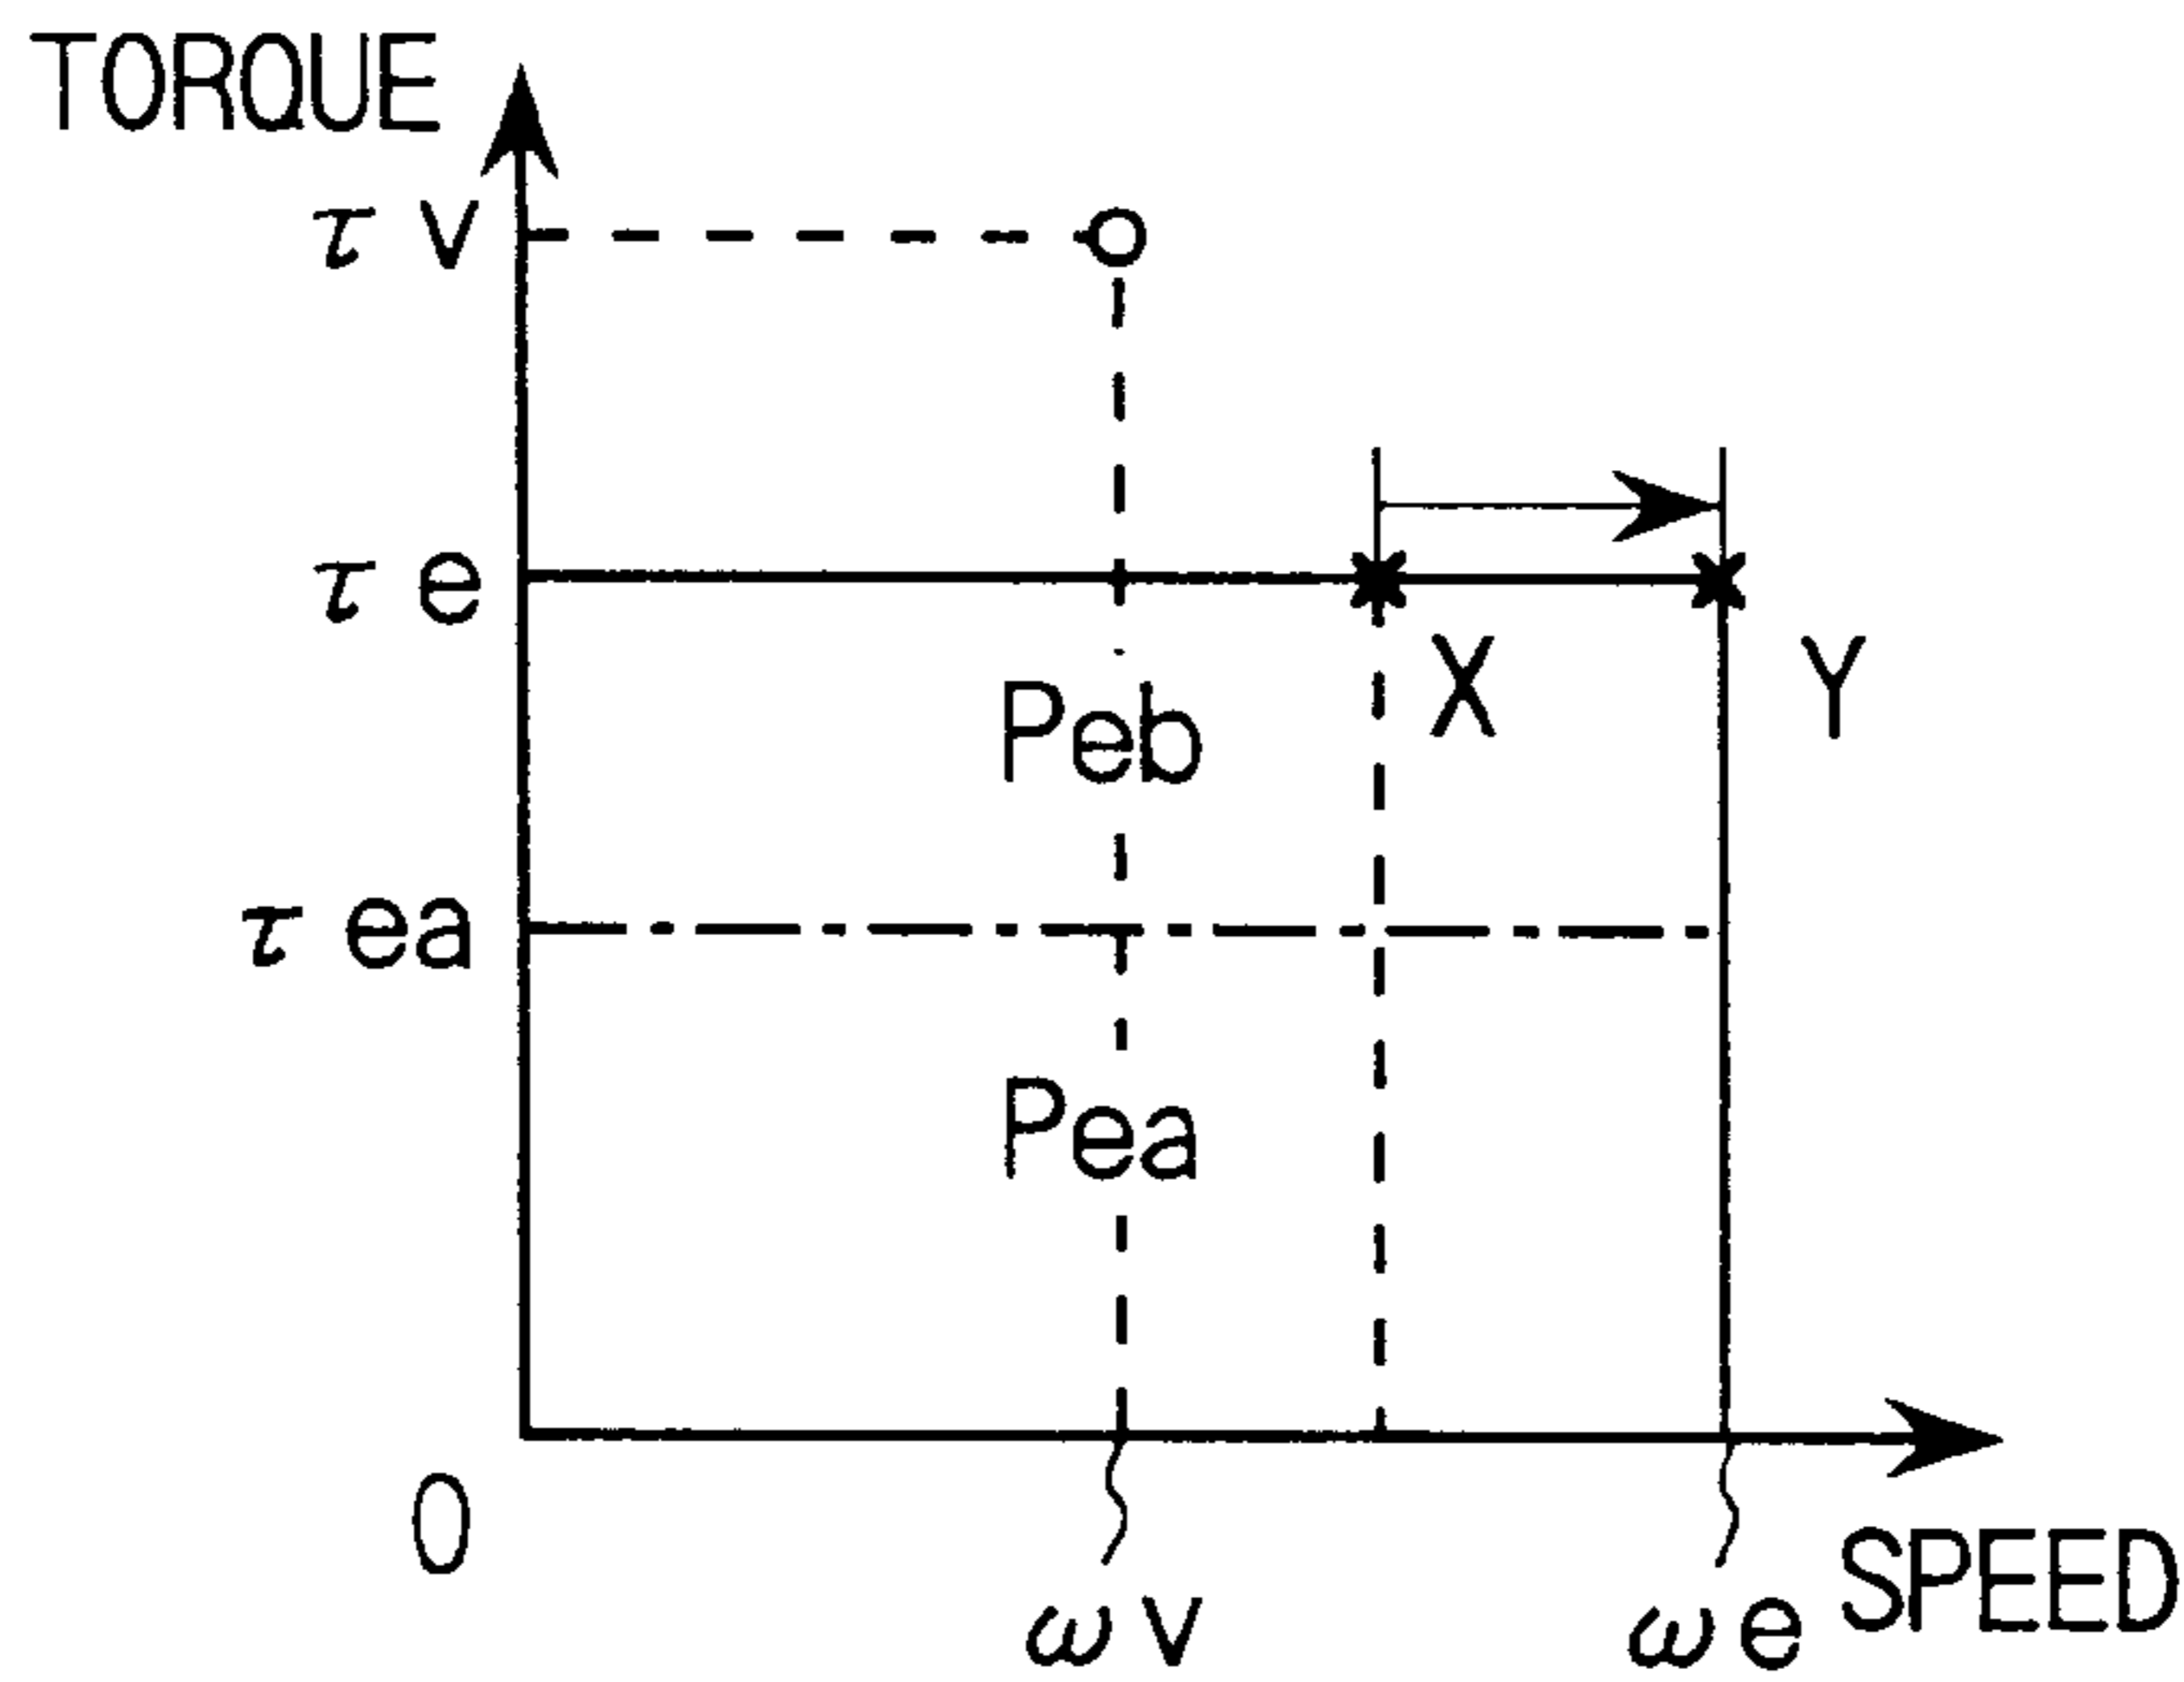 TORQUE
τ v
τ e
X Y
Peb
τ ea
Pea
0
SPEED
ω v ω e